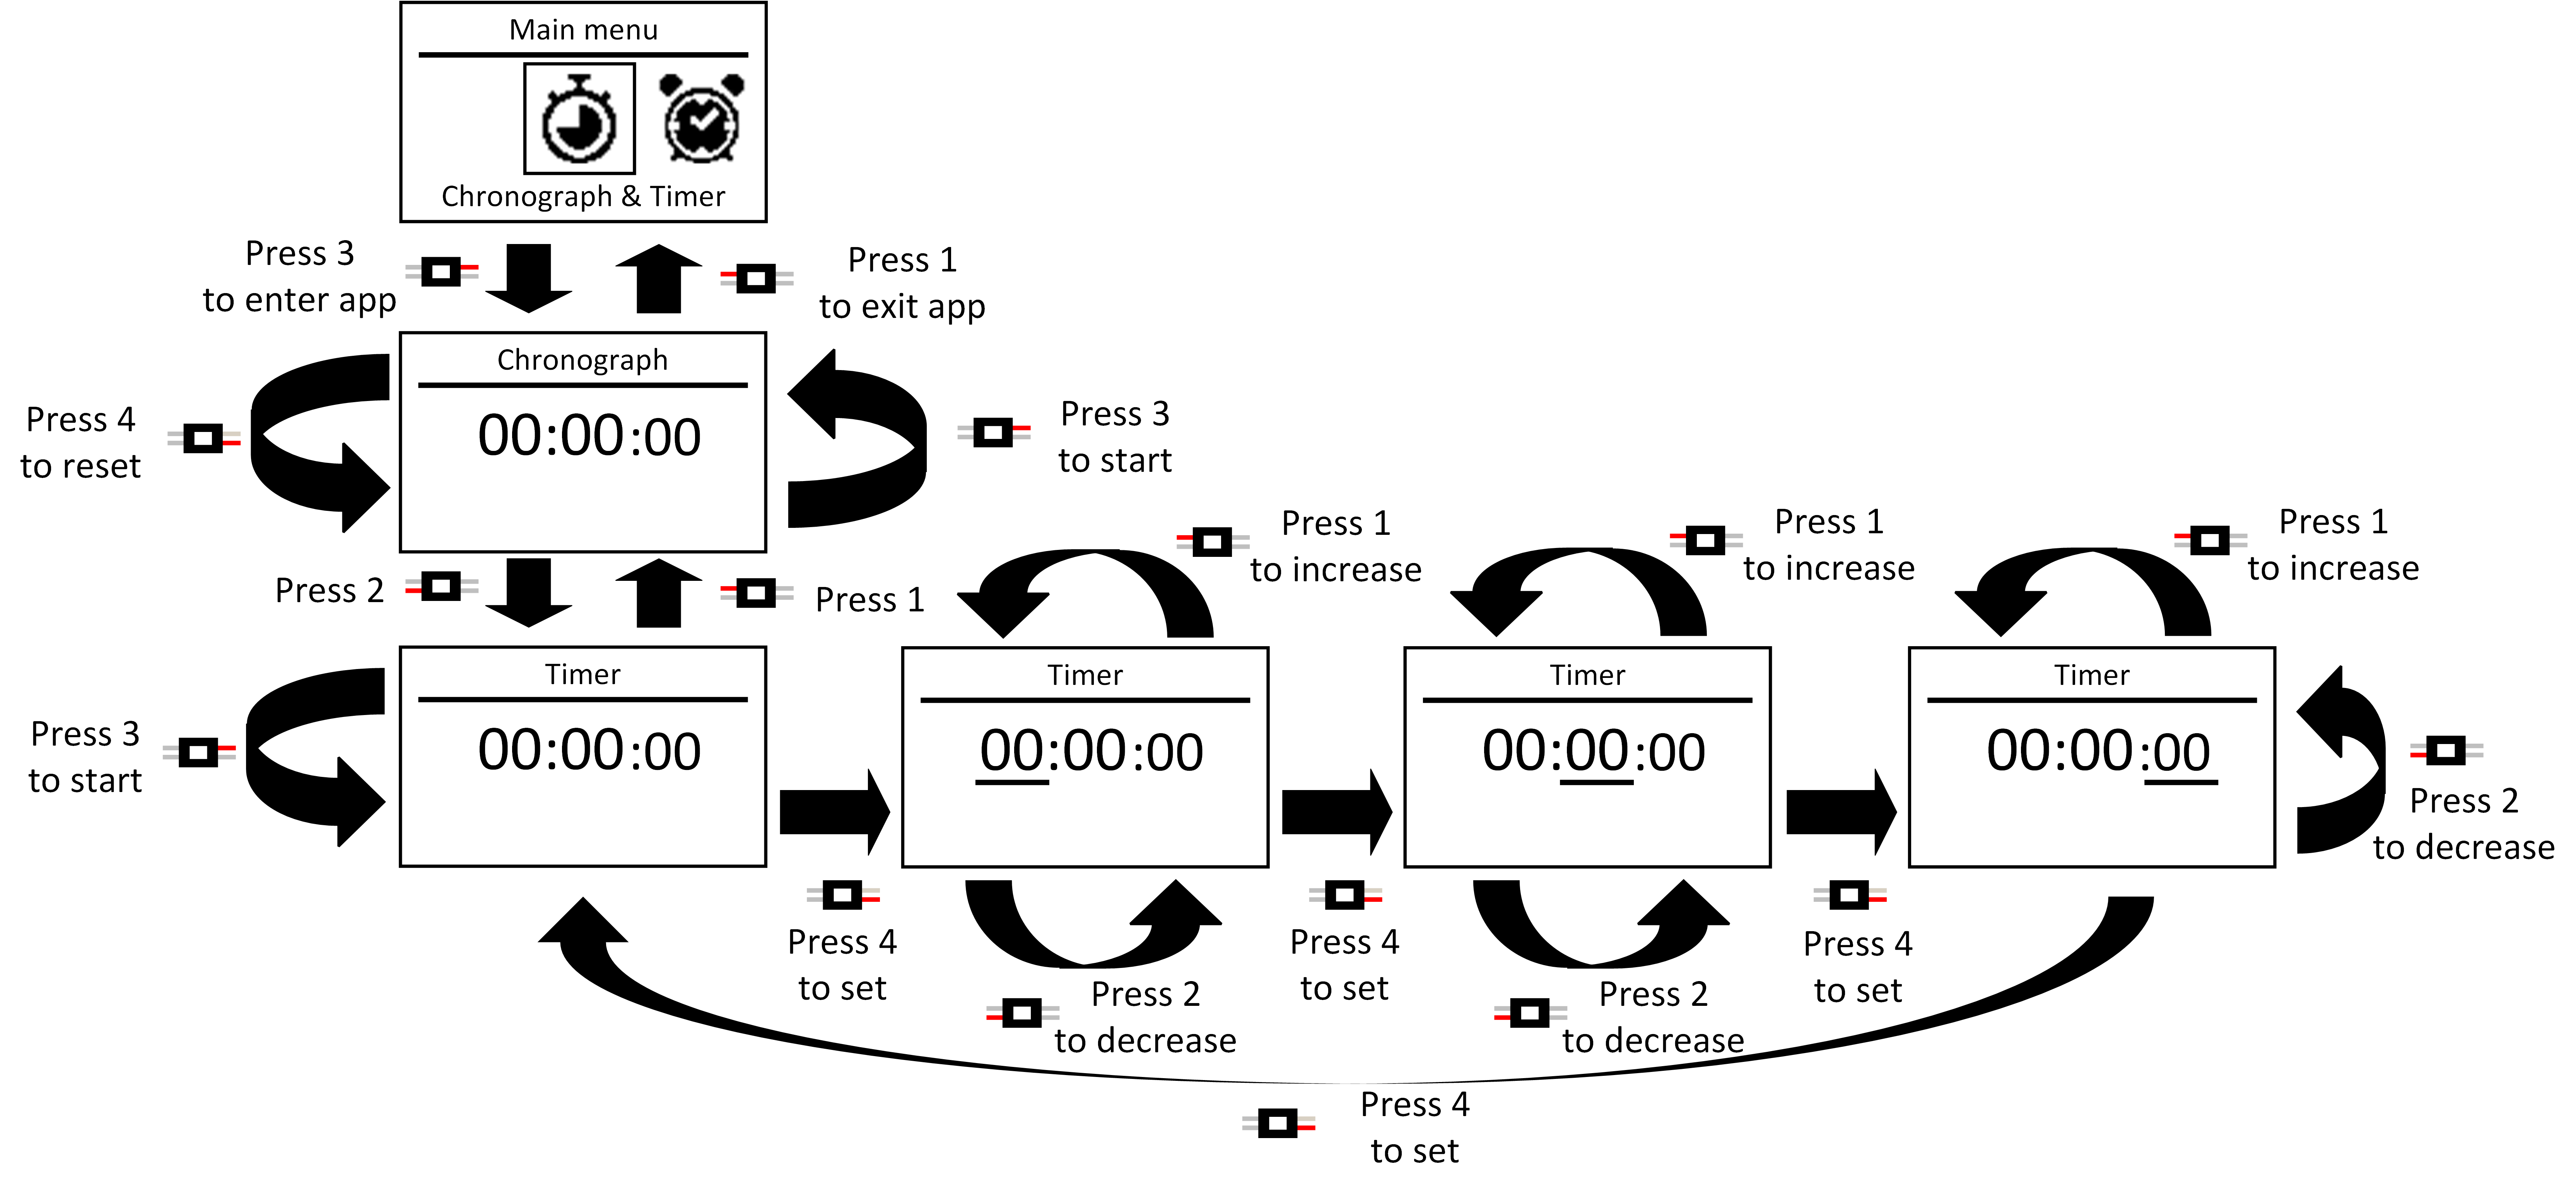 Main menu
Chronograph & Timer
Press 3
to enter app
Press 1
to exit app
Chronograph
00:00:00
Press 4
to reset
Press 3
to start
Press 2
Press 1
Press 1
to increase
Press 1
to increase
Press 1
to increase
Timer
00:00:00
Press 3
to start
Timer
00:00:00
Timer
00:00:00
Timer
00:00:00
Press 2
to decrease
Press 4
to set
Press 2
to decrease
Press 4
to set
Press 2
to decrease
Press 4
to set
Press 4
to set